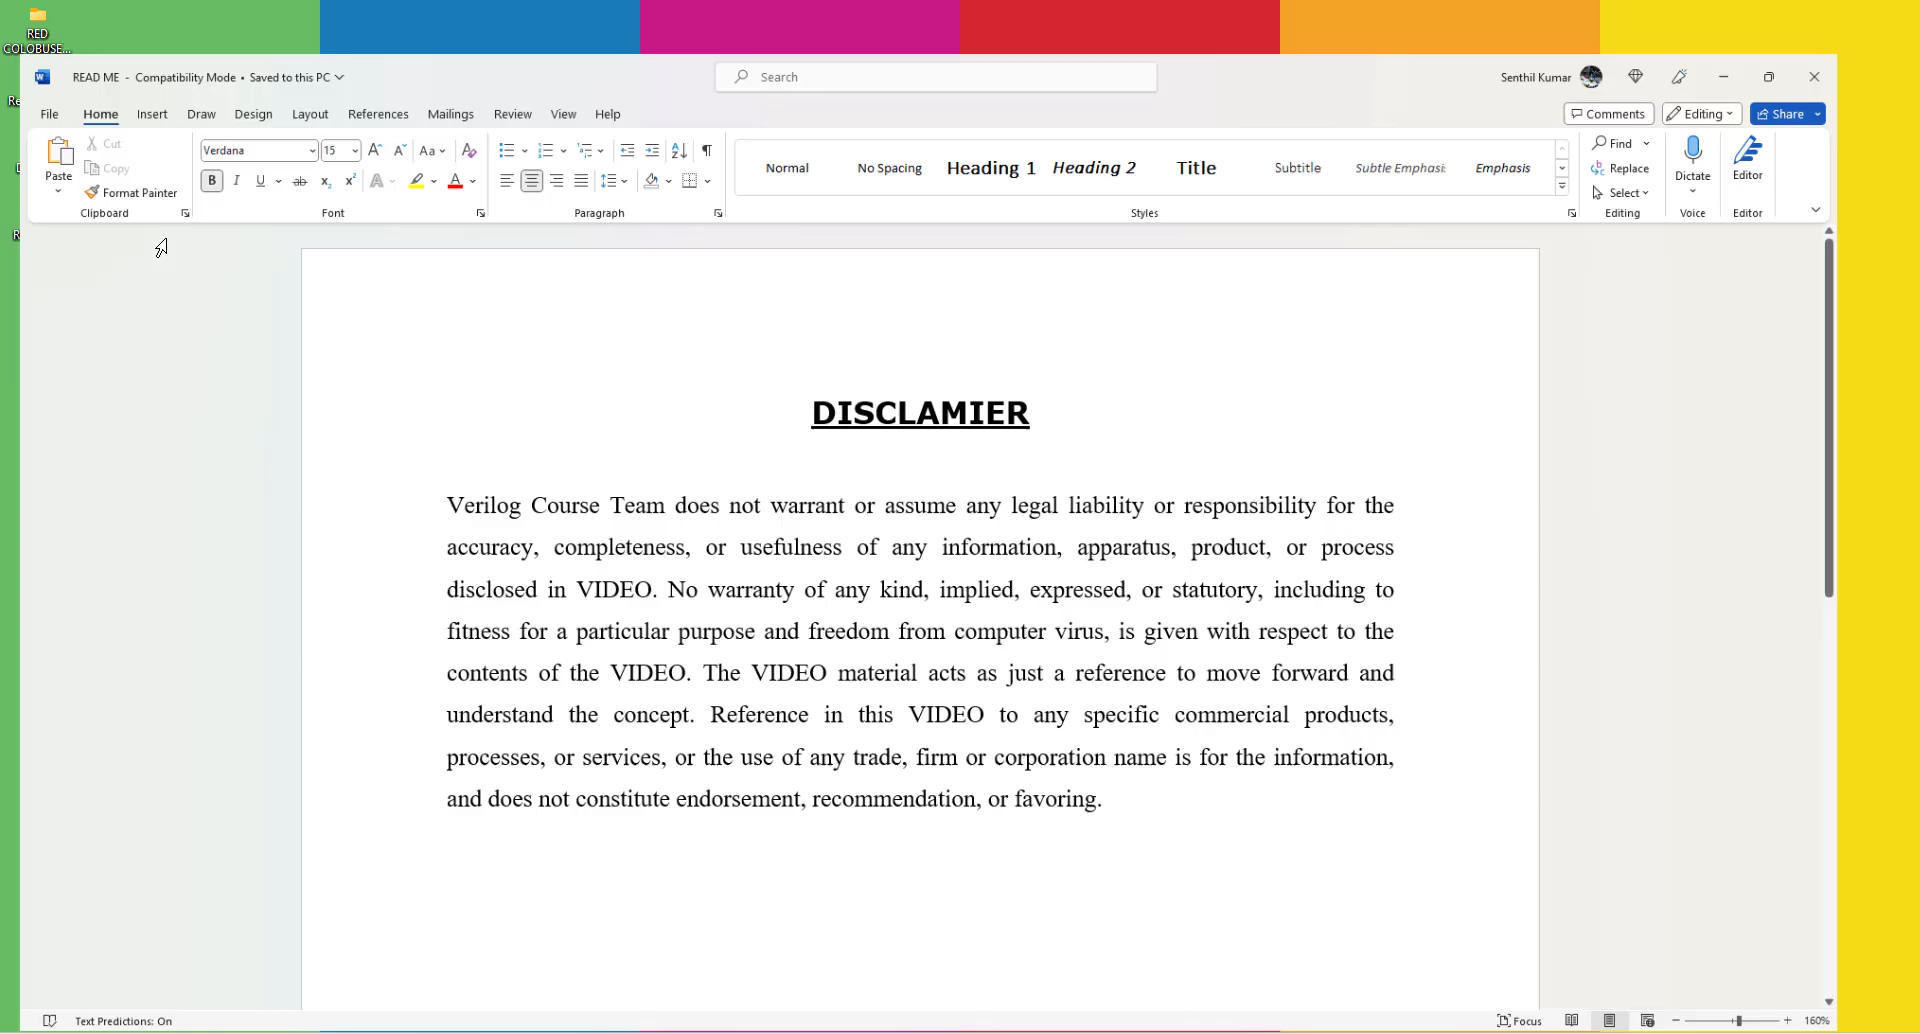 RED
COLOBUSE...
READ ME - Compatibility Mode • Saved to this PC
Search
Senthil Kumar
File Home Insert Draw Design Layout References Mailings Review View Help
Comments Editing Share
Paste
Cut
Copy
Format Painter
Clipboard
Verdana 15
Font
Paragraph
Normal No Spacing Heading 1 Heading 2 Title Subtitle Subtle Emphasi: Emphasis
Styles
Find
Replace
Select
Editing
Dictate
Voice
Editor
Editor
DISCLAMIER
Verilog Course Team does not warrant or assume any legal liability or responsibility for the
accuracy, completeness, or usefulness of any information, apparatus, product, or process
disclosed in VIDEO. No warranty of any kind, implied, expressed, or statutory, including to
fitness for a particular purpose and freedom from computer virus, is given with respect to the
contents of the VIDEO. The VIDEO material acts as just a reference to move forward and
understand the concept. Reference in this VIDEO to any specific commercial products,
processes, or services, or the use of any trade, firm or corporation name is for the information,
and does not constitute endorsement, recommendation, or favoring.
Text Predictions: On
Focus
160%